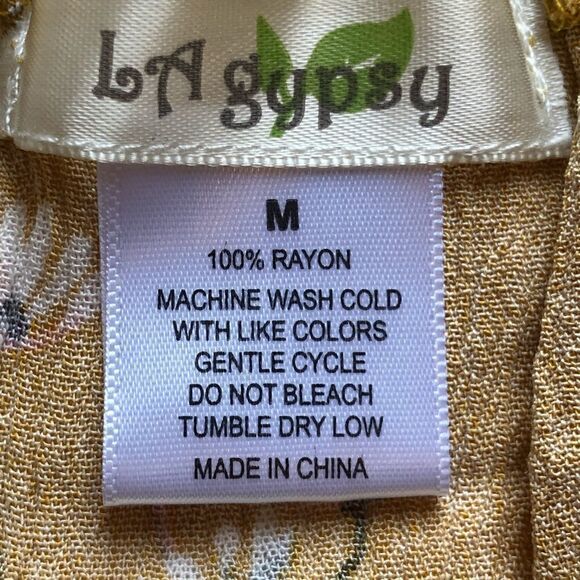 LA gypsy
M
100% RAYON
MACHINE WASH COLD
WITH LIKE COLORS
GENTLE CYCLE
DO NOT BLEACH
TUMBLE DRY LOW
MADE IN CHINA